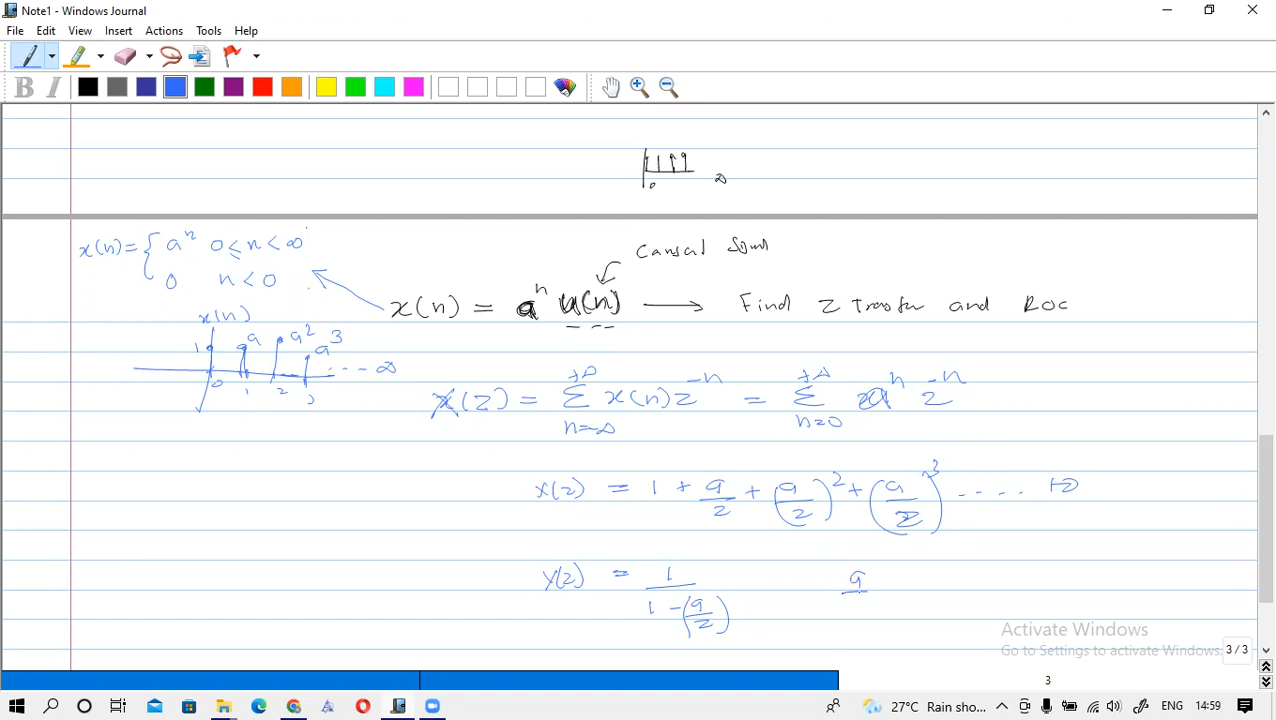 Note1 - Windows Journal
File Edit View Insert Actions Tools Help
B I
0 ∞
x(n) = { a^n 0 ≤ n < ∞
0 n < 0
Causal
x(n) = a^n u(n) → Find Z Transfer and ROC
x(n)
1 a a^2 a^3 ... ∞
0 1 2 3
X(Z) = Σ_{n=-∞}^{+∞} x(n) z^{-n} = Σ_{n=0}^{+∞} a^n z^{-n}
X(z) = 1 + a/z + (a/z)^2 + (a/z)^3 .... +∞
X(z) = 1/(1 - (a/z)) a
Activate Windows
Go to Settings to activate Windows.
3 / 3
3
27°C Rain sho... ENG 14:59